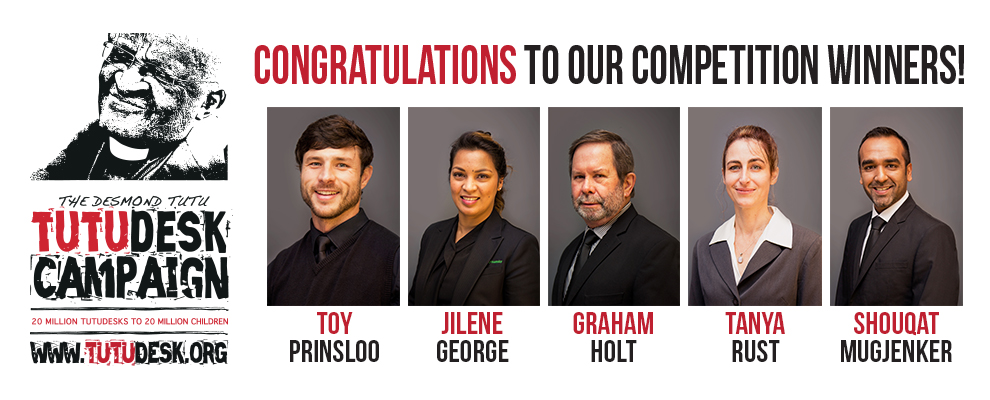 CONGRATULATIONS TO OUR COMPETITION WINNERS!
THE DESMOND TUTU
TUTUDESK
CAMPAIGN
20 MILLION TUTUDESKS TO 20 MILLION CHILDREN
WWW.TUTUDESK.ORG
TOY
PRINSLOO
JILENE
GEORGE
GRAHAM
HOLT
TANYA
RUST
SHOUQAT
MUGJENKER